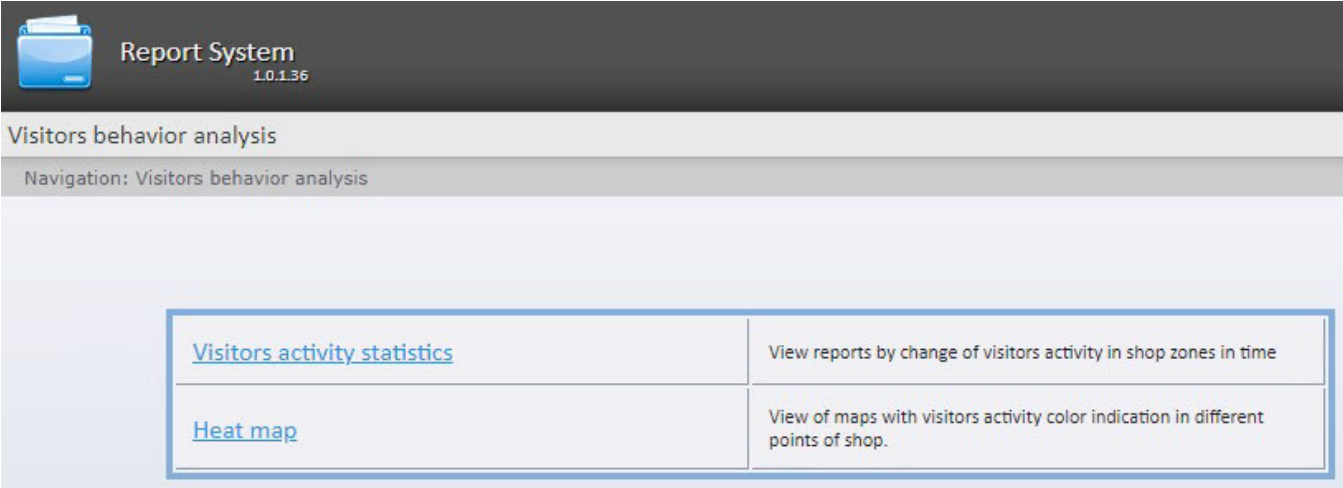 Report System
1.0.1.36
Visitors behavior analysis
Navigation: Visitors behavior analysis
Visitors activity statistics
View reports by change of visitors activity in shop zones in time
Heat map
View of maps with visitors activity color indication in different
points of shop.